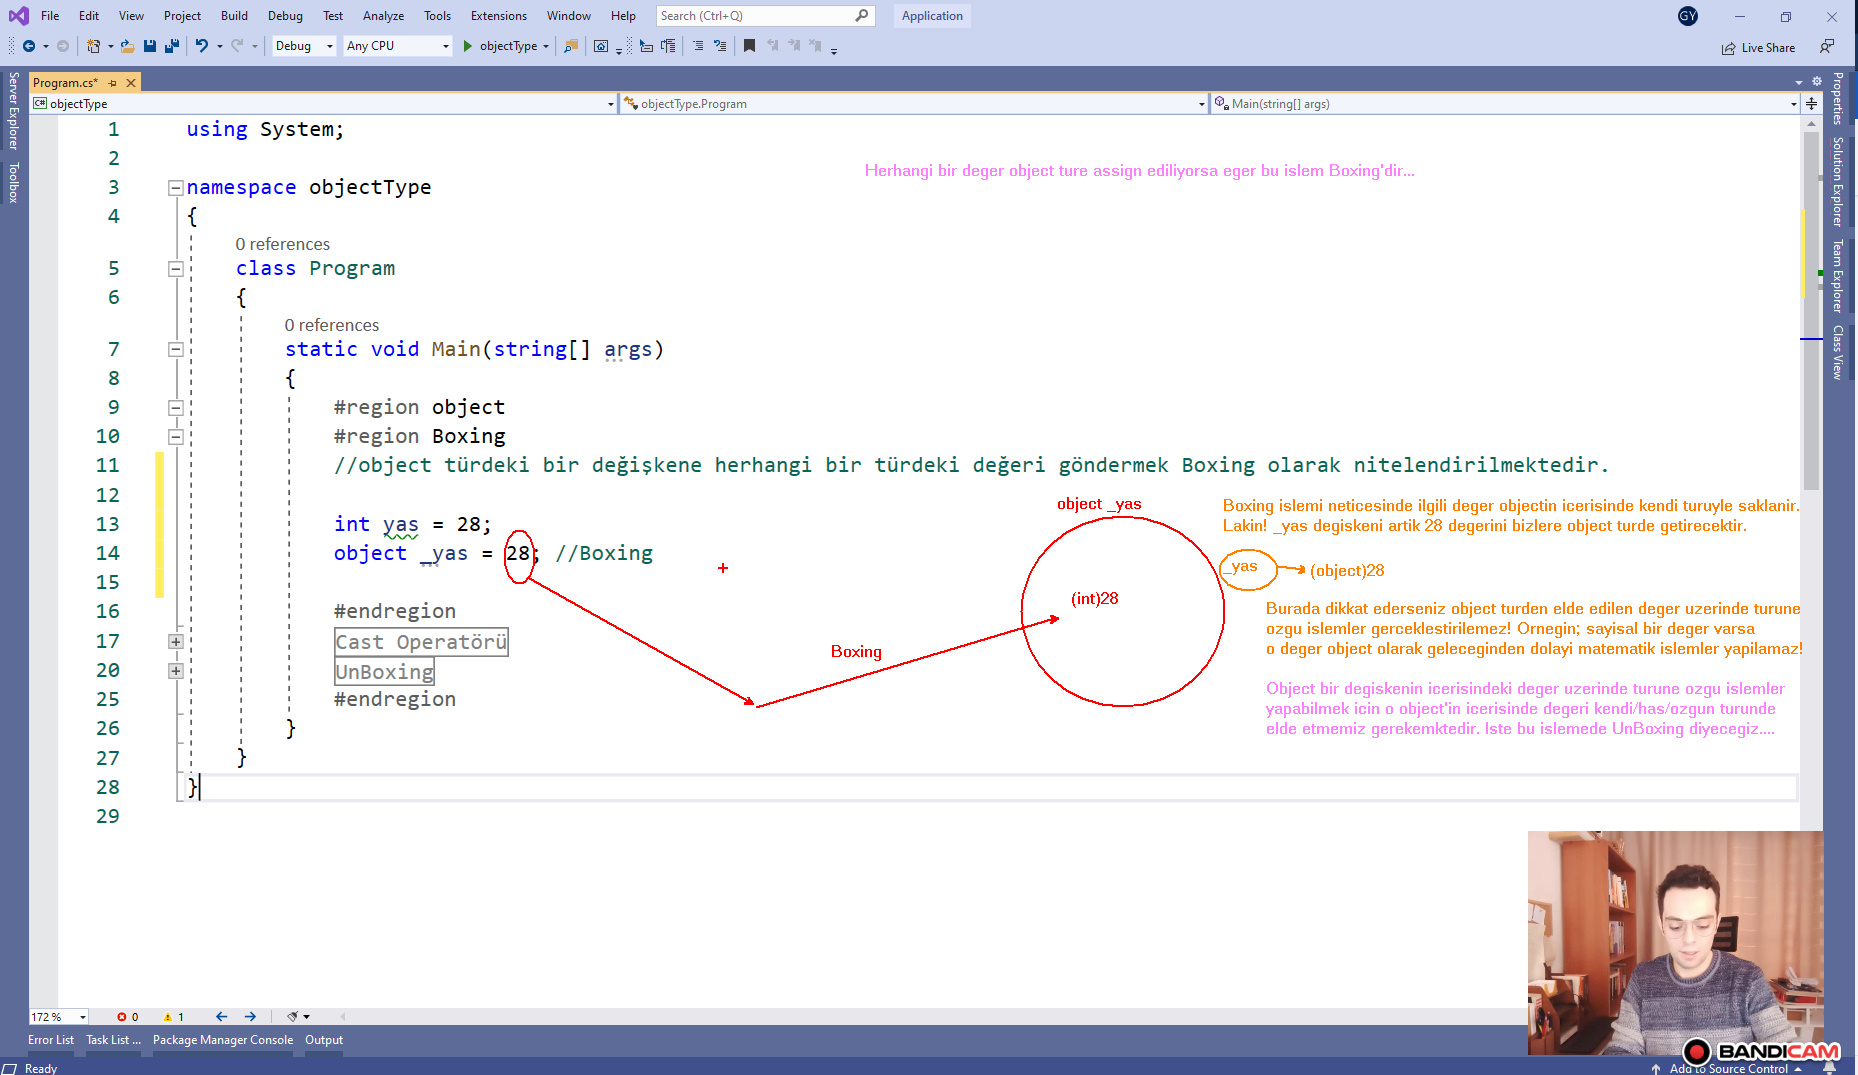 File Edit View Project Build Debug Test Analyze Tools Extensions Window Help Search (Ctrl+Q) Application GY
Debug Any CPU objectType Live Share
Server Explorer
Toolbox
Program.cs*
C# objectType objectType.Program Main(string[] args)
Properties
Solution Explorer
Team Explorer
Class View
1 using System;
2
Herhangi bir deger object ture assign ediliyorsa eger bu islem Boxing'dir...
3 namespace objectType
4 {
0 references
5 class Program
6 {
0 references
7 static void Main(string[] args)
8 {
9 #region object
10 #region Boxing
11 //object türdeki bir değişkene herhangi bir türdeki değeri göndermek Boxing olarak nitelendirilmektedir.
12
13 int yas = 28;
14 object _yas = 28; //Boxing
15
16 #endregion
17 Cast Operatörü
20 UnBoxing
25 #endregion
26 }
27 }
28 }
29
object _yas
(int)28
Boxing
Boxing islemi neticesinde ilgili deger objectin icerisinde kendi turuyle saklanir.
Lakin! _yas degiskeni artik 28 degerini bizlere object turde getirecektir.
_yas (object)28
Burada dikkat ederseniz object turden elde edilen deger uzerinde turune
ozgu islemler gerceklestirilemez! Ornegin; sayisal bir deger varsa
o deger object olarak geleceginden dolayi matematik islemler yapilamaz!
Object bir degiskenin icerisindeki deger uzerinde turune ozgu islemler
yapabilmek icin o object'in icerisinde degeri kendi/has/ozgun turunde
elde etmemiz gerekemktedir. Iste bu islemede UnBoxing diyecegiz....
172 % 0 1
Error List Task List ... Package Manager Console Output
BANDICAM
Ready Add to Source Control